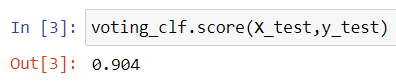 In [3]: voting_clf.score(X_test,y_test)
Out[3]: 0.904